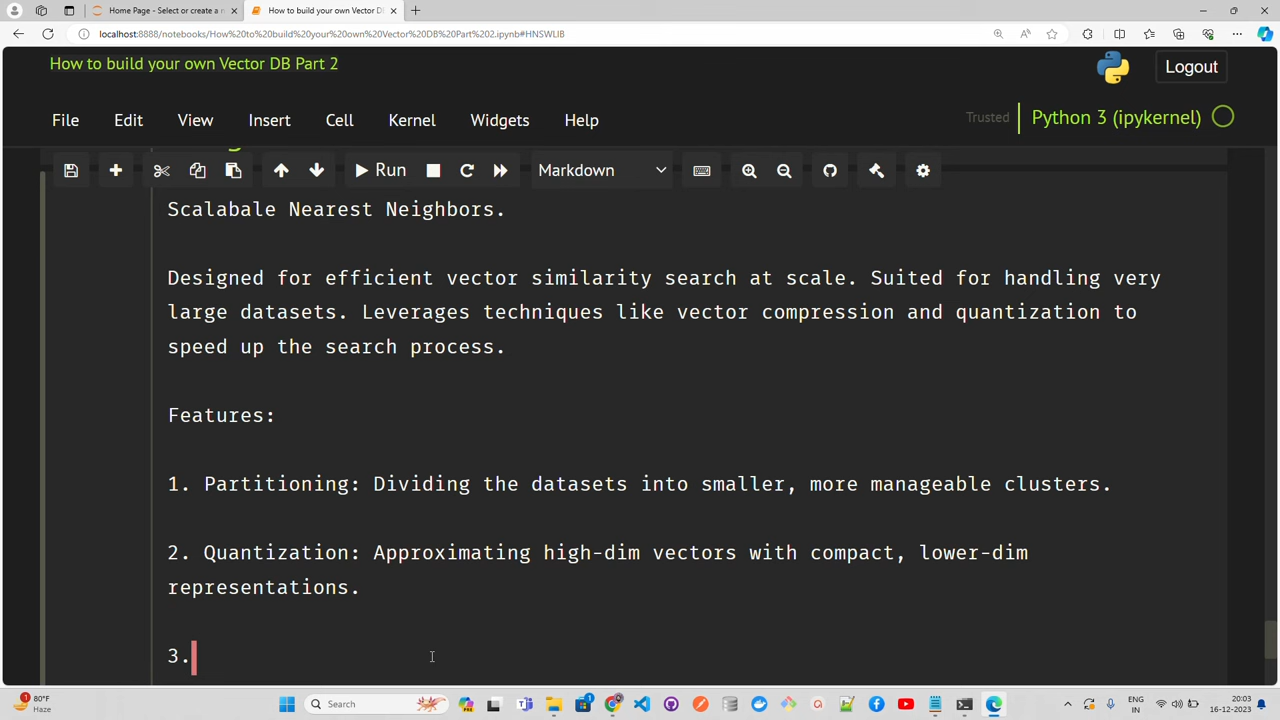 Home Page - Select or create a n
How to build your own Vector D
localhost:8888/notebooks/How%20to%20build%20your%20own%20Vector%20DB%20Part%202.ipynb#HNSWLIB
How to build your own Vector DB Part 2
Logout
File Edit View Insert Cell Kernel Widgets Help
Trusted
Python 3 (ipykernel)
Run
Markdown
Scalabale Nearest Neighbors.
Designed for efficient vector similarity search at scale. Suited for handling very
large datasets. Leverages techniques like vector compression and quantization to
speed up the search process.
Features:
1. Partitioning: Dividing the datasets into smaller, more manageable clusters.
2. Quantization: Approximating high-dim vectors with compact, lower-dim
representations.
3.
80°F
Haze
Search
ENG
IN
20:03
16-12-2023